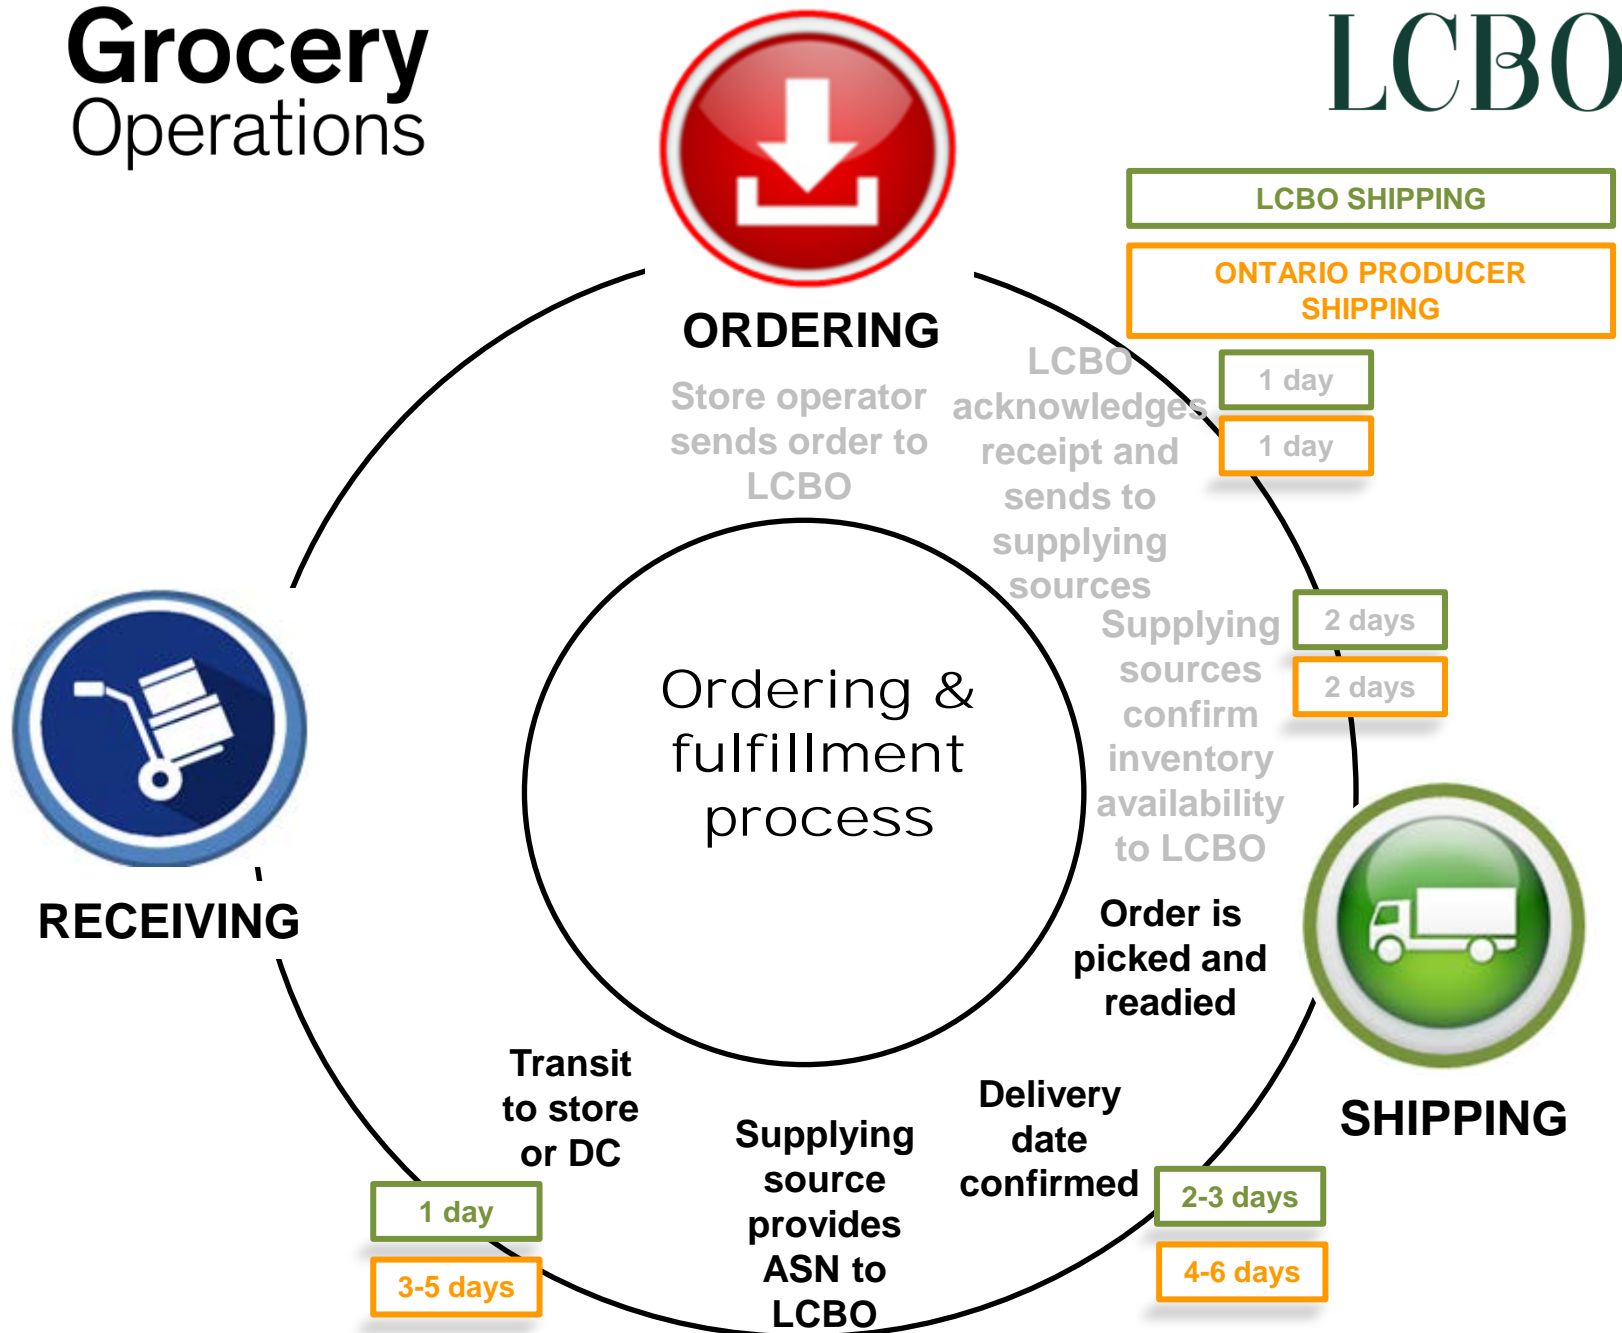 Grocery
Operations
LCBO
LCBO SHIPPING
ONTARIO PRODUCER
SHIPPING
ORDERING
Store operator
sends order to
LCBO
LCBO
acknowledges
receipt and
sends to
supplying
sources
1 day
1 day
Supplying
sources
confirm
inventory
availability
to LCBO
2 days
2 days
Ordering &
fulfillment
process
RECEIVING
Order is
picked and
readied
SHIPPING
Delivery
date
confirmed
2-3 days
4-6 days
Supplying
source
provides
ASN to
LCBO
Transit
to store
or DC
1 day
3-5 days